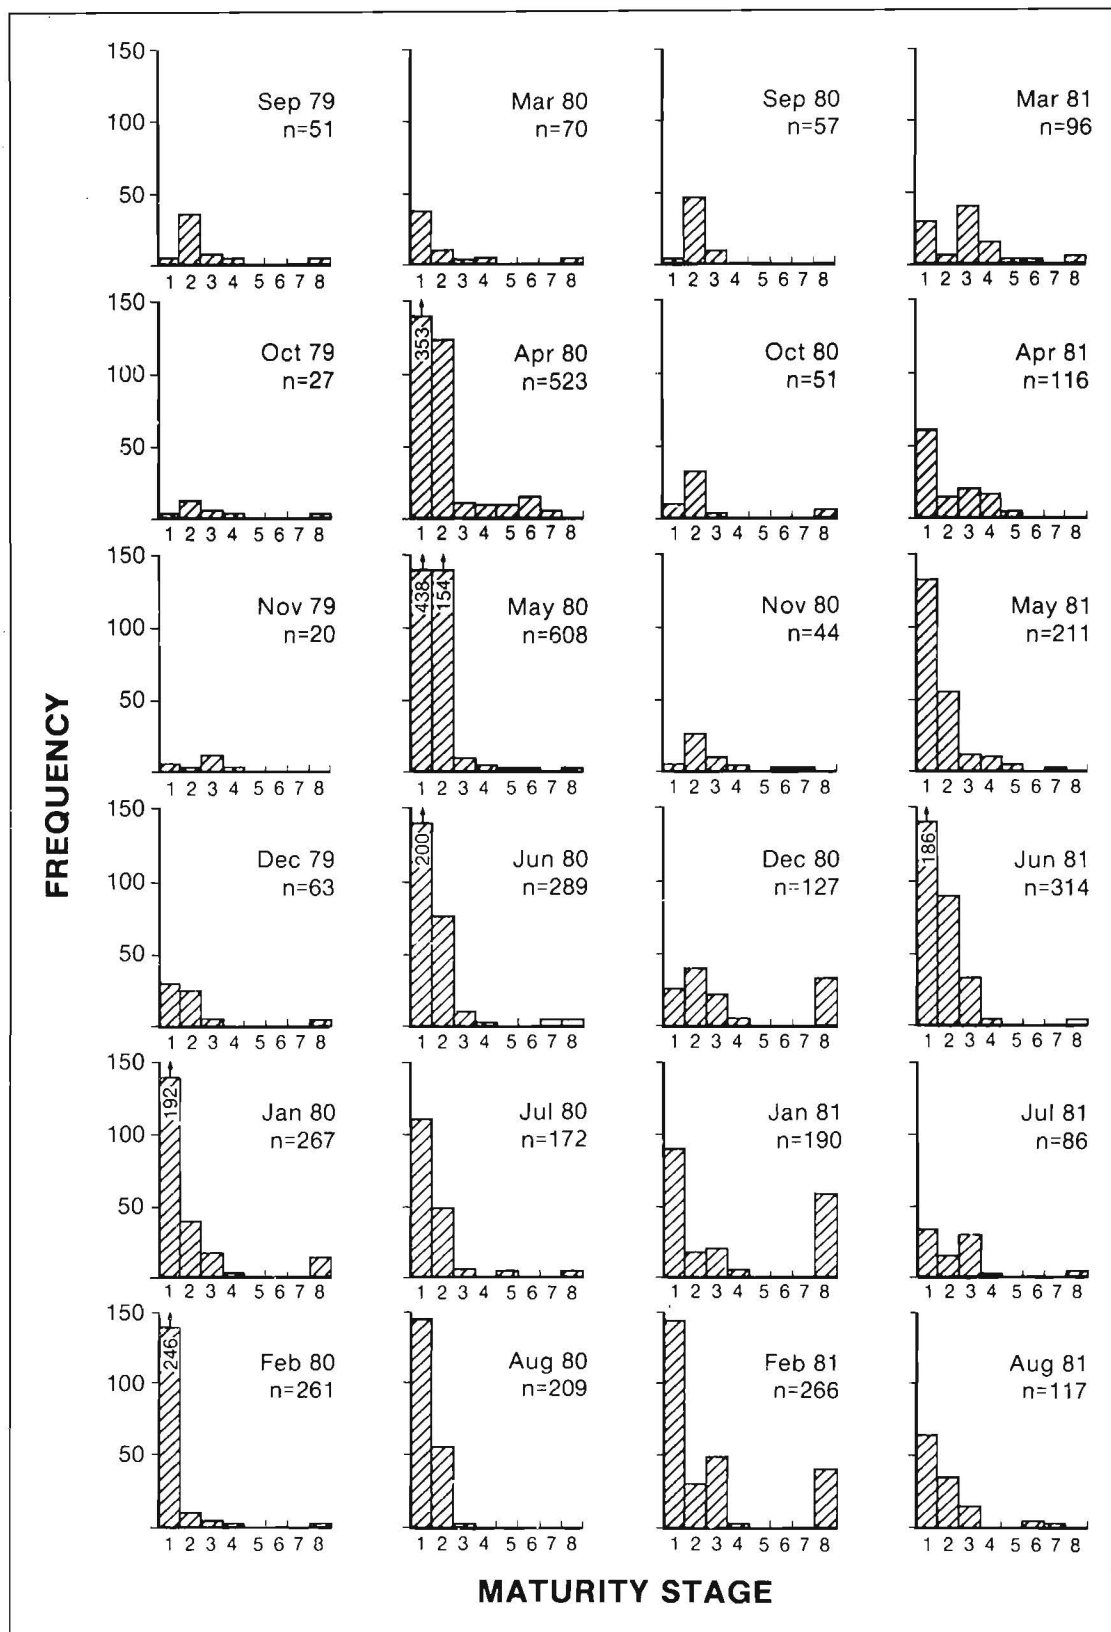 150
100
50
Sep 79
n=51
1 2 3 4 5 6 7 8
Mar 80
n=70
1 2 3 4 5 6 7 8
Sep 80
n=57
1 2 3 4 5 6 7 8
Mar 81
n=96
1 2 3 4 5 6 7 8
150
100
50
Oct 79
n=27
1 2 3 4 5 6 7 8
353
Apr 80
n=523
1 2 3 4 5 6 7 8
Oct 80
n=51
1 2 3 4 5 6 7 8
Apr 81
n=116
1 2 3 4 5 6 7 8
150
100
50
Nov 79
n=20
1 2 3 4 5 6 7 8
438
154
May 80
n=608
1 2 3 4 5 6 7 8
Nov 80
n=44
1 2 3 4 5 6 7 8
May 81
n=211
1 2 3 4 5 6 7 8
FREQUENCY
150
100
50
Dec 79
n=63
1 2 3 4 5 6 7 8
200
Jun 80
n=289
1 2 3 4 5 6 7 8
Dec 80
n=127
1 2 3 4 5 6 7 8
186
Jun 81
n=314
1 2 3 4 5 6 7 8
150
100
50
192
Jan 80
n=267
1 2 3 4 5 6 7 8
Jul 80
n=172
1 2 3 4 5 6 7 8
Jan 81
n=190
1 2 3 4 5 6 7 8
Jul 81
n=86
1 2 3 4 5 6 7 8
150
100
50
246
Feb 80
n=261
1 2 3 4 5 6 7 8
Aug 80
n=209
1 2 3 4 5 6 7 8
Feb 81
n=266
1 2 3 4 5 6 7 8
Aug 81
n=117
1 2 3 4 5 6 7 8
MATURITY STAGE